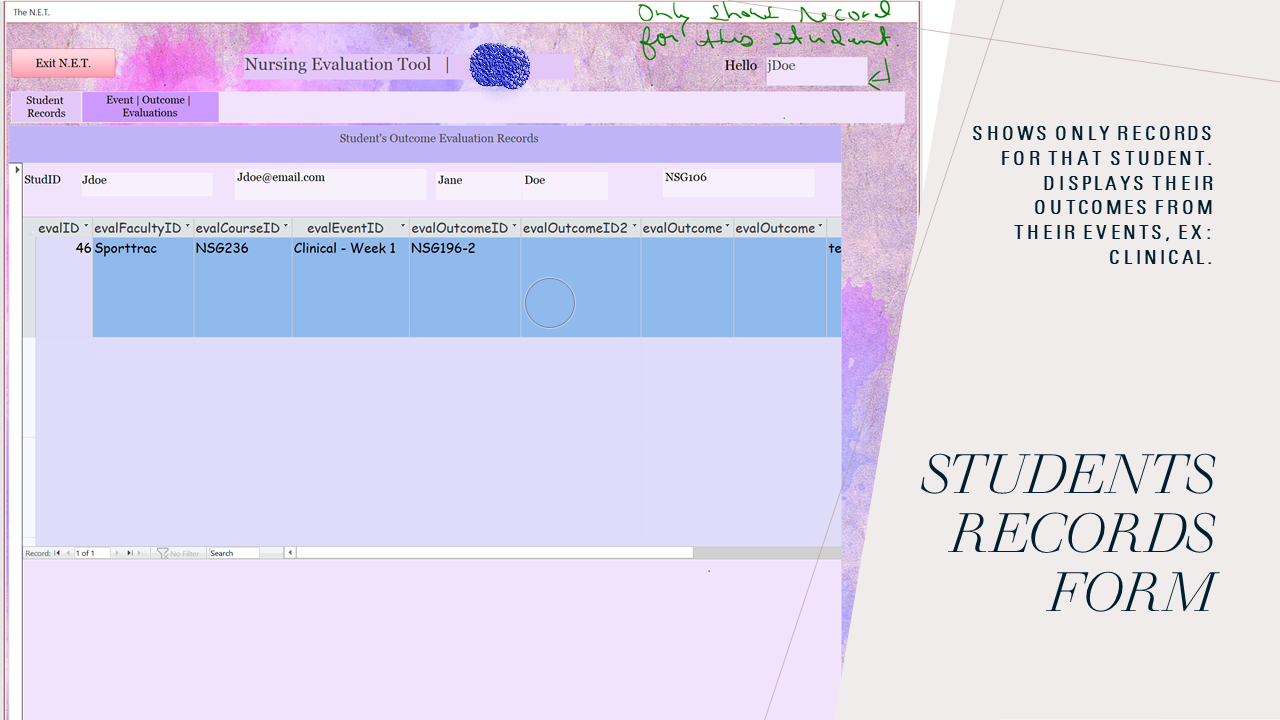 The N.E.T.
Only shows record
for this student.
Exit N.E.T.
Nursing Evaluation Tool |
Hello jDoe
Student
Records
Event | Outcome |
Evaluations
Student's Outcome Evaluation Records
StudID Jdoe Jdoe@email.com Jane Doe NSG106
evalID evalFacultyID evalCourseID evalEventID evalOutcomeID evalOutcomeID2 evalOutcome evalOutcome
46 Sporttrac NSG236 Clinical - Week 1 NSG196-2 te
Record: 1 of 1 No Filter Search
SHOWS ONLY RECORDS
FOR THAT STUDENT.
DISPLAYS THEIR
OUTCOMES FROM
THEIR EVENTS, EX:
CLINICAL.
STUDENTS
RECORDS
FORM